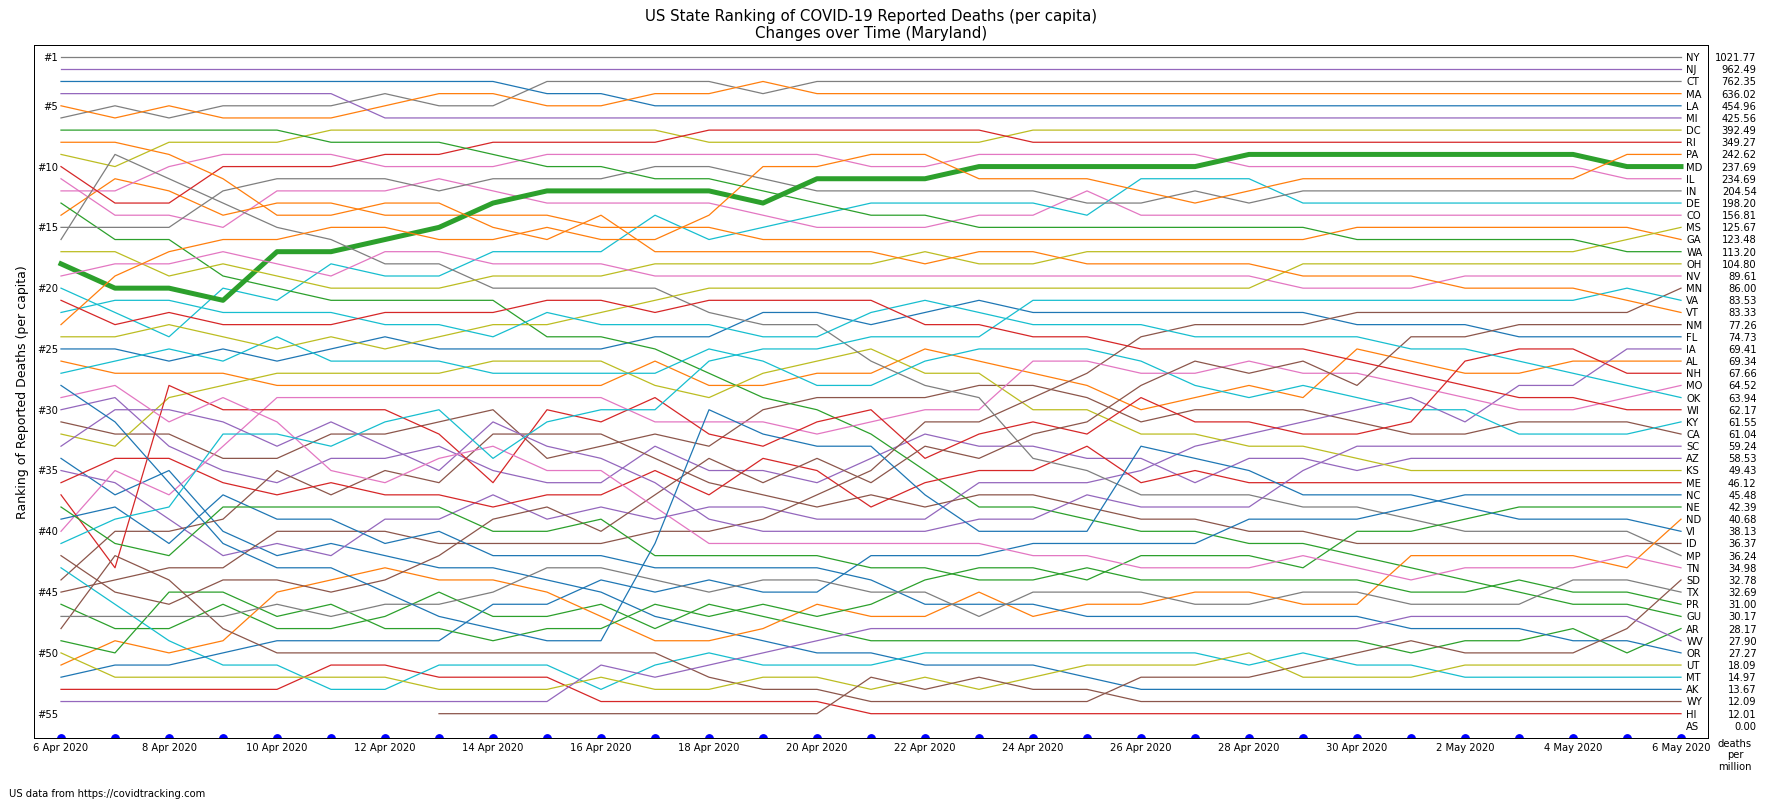 US State Ranking of COVID-19 Reported Deaths (per capita)
Changes over Time (Maryland)
Ranking of Reported Deaths (per capita)
#1
#5
#10
#15
#20
#25
#30
#35
#40
#45
#50
#55
NY 1021.77
NJ 962.49
CT 762.35
MA 636.02
LA 454.96
MI 425.56
DC 392.49
RI 349.27
PA 242.62
MD 237.69
IL 234.69
IN 204.54
DE 198.20
CO 156.81
MS 125.67
GA 123.48
WA 113.20
OH 104.80
NV 89.61
MN 86.00
VA 83.53
VT 83.33
NM 77.26
FL 74.73
IA 69.41
AL 69.34
NH 67.66
MO 64.52
OK 63.94
WI 62.17
KY 61.55
CA 61.04
SC 59.24
AZ 58.53
KS 49.43
ME 46.12
NC 45.48
NE 42.39
ND 40.68
VI 38.13
ID 36.37
MP 36.24
TN 34.98
SD 32.78
TX 32.69
PR 31.00
GU 30.17
AR 28.17
WV 27.90
OR 27.27
UT 18.09
MT 14.97
AK 13.67
WY 12.09
HI 12.01
AS 0.00
6 Apr 2020 8 Apr 2020 10 Apr 2020 12 Apr 2020 14 Apr 2020 16 Apr 2020 18 Apr 2020 20 Apr 2020 22 Apr 2020 24 Apr 2020 26 Apr 2020 28 Apr 2020 30 Apr 2020 2 May 2020 4 May 2020 6 May 2020
deaths
per
million
US data from https://covidtracking.com